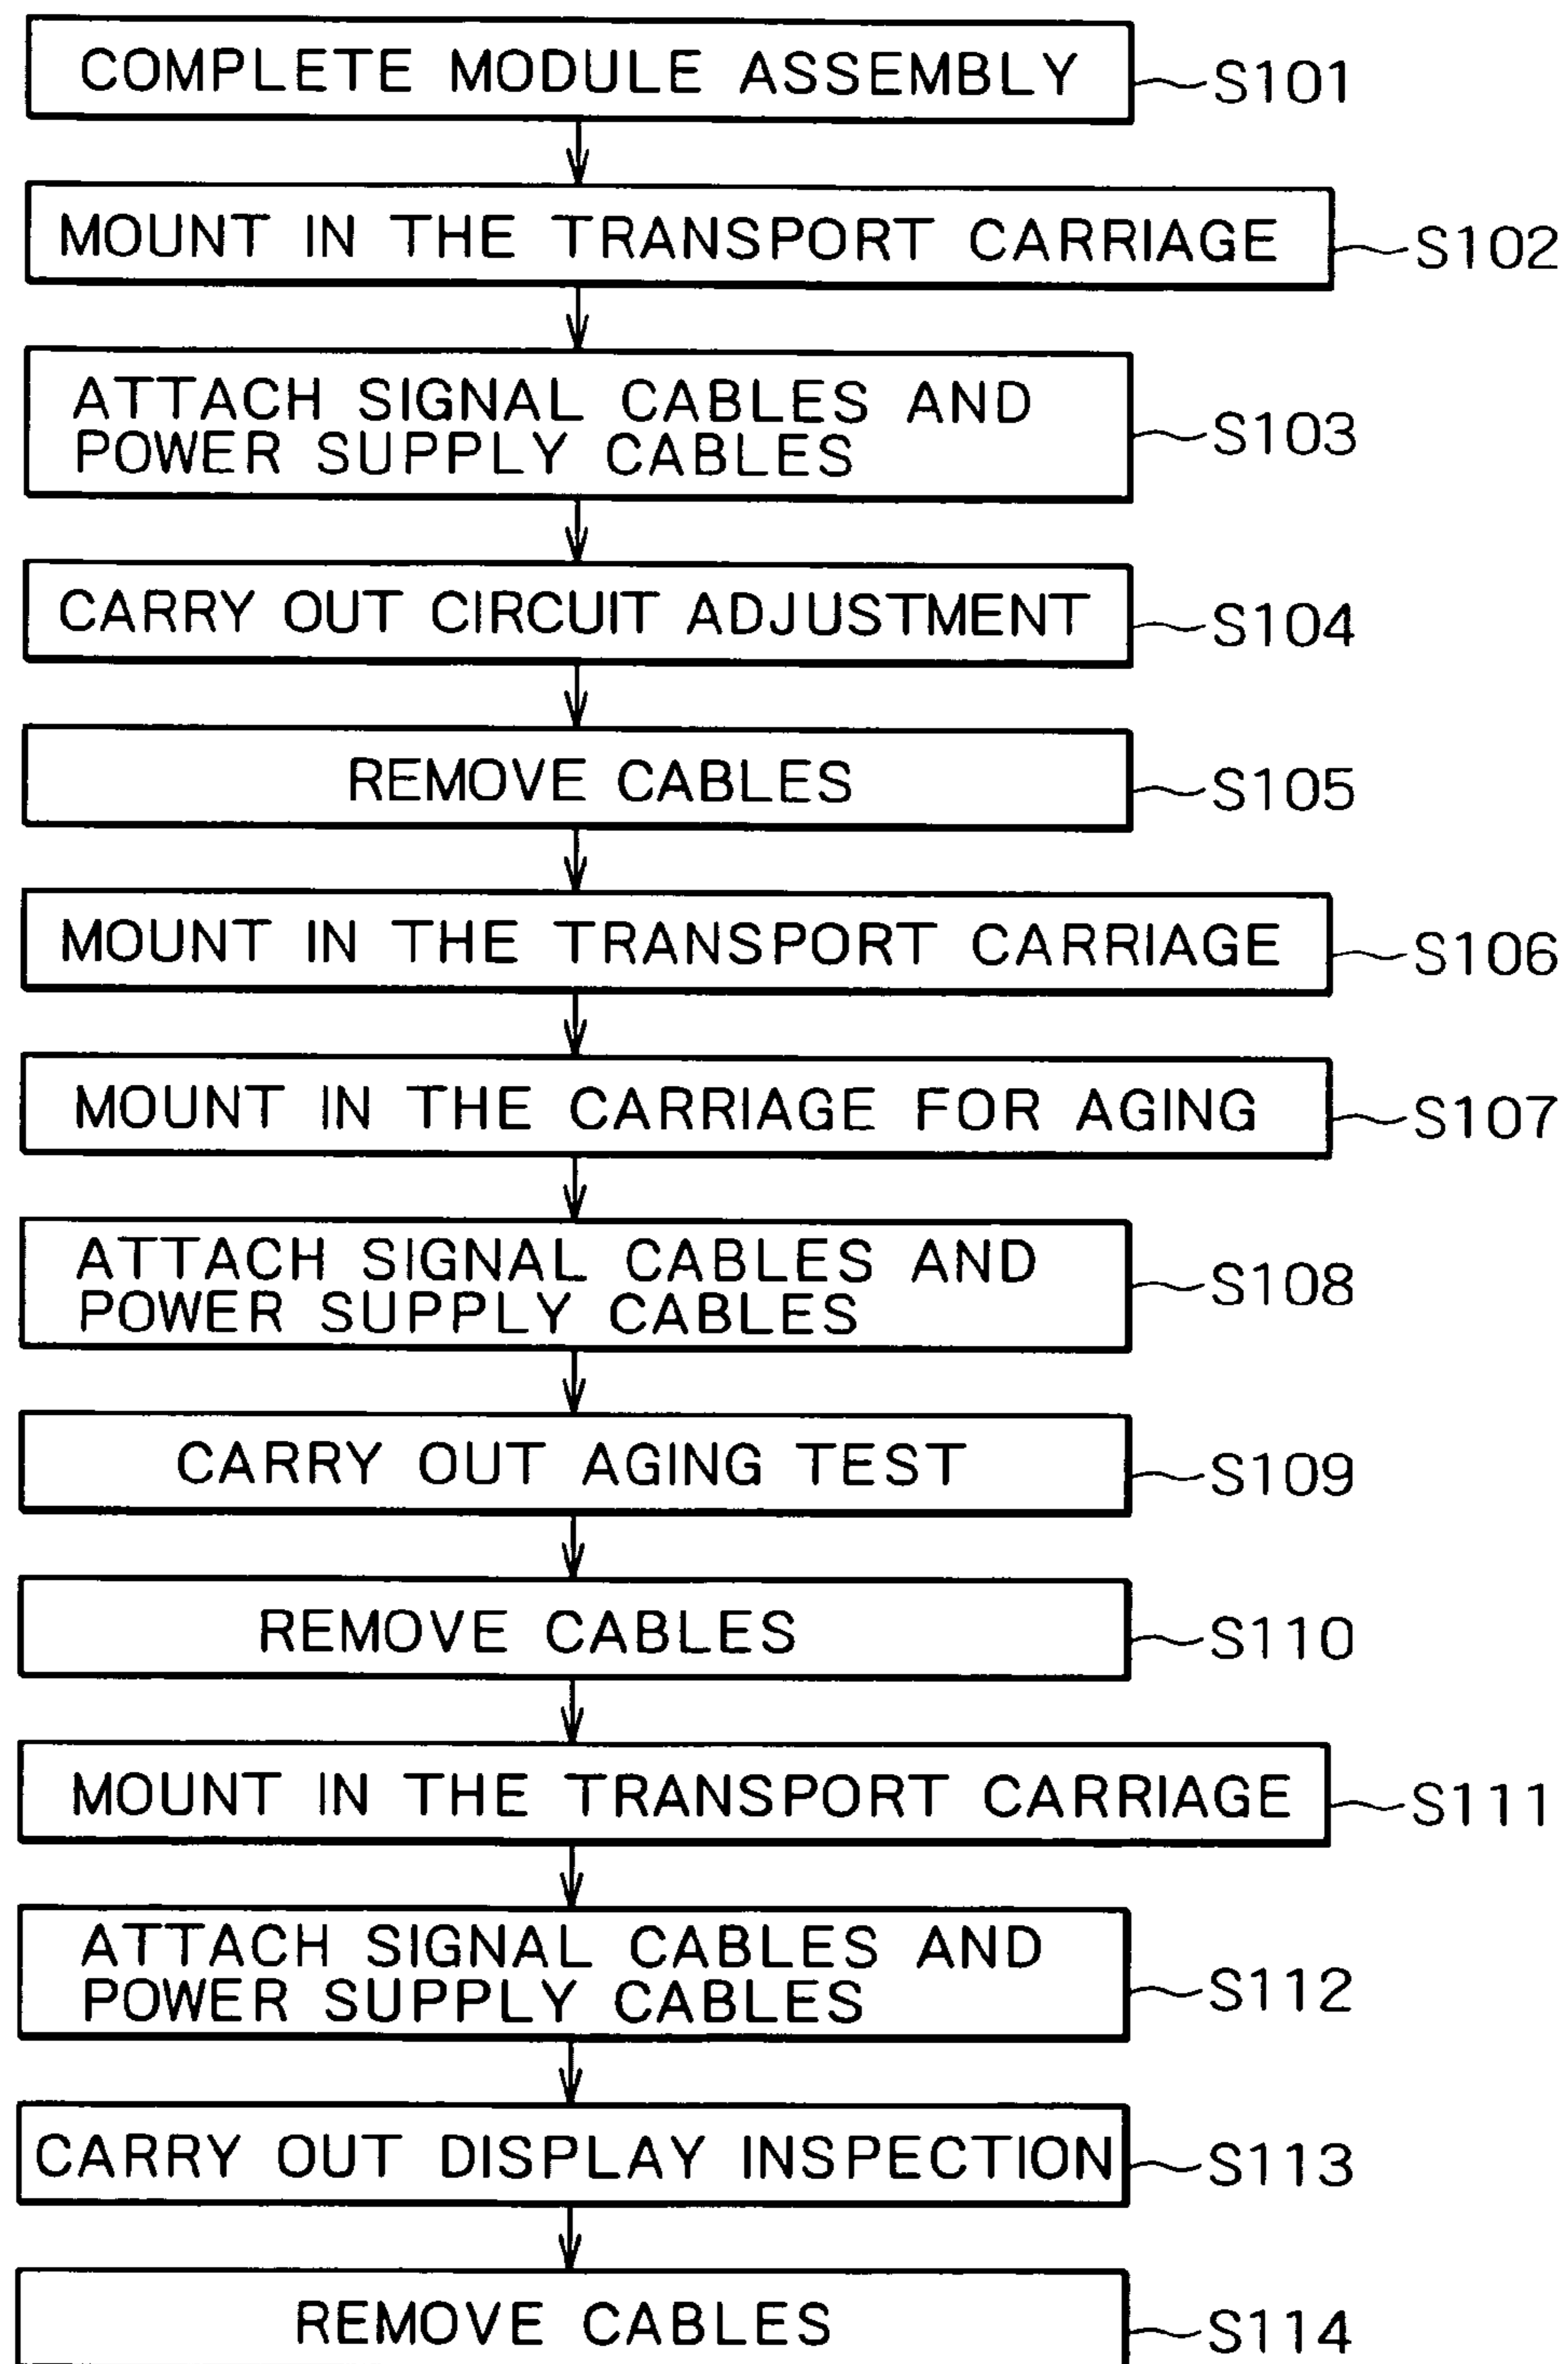 COMPLETE MODULE ASSEMBLY
S101
MOUNT IN THE TRANSPORT CARRIAGE
S102
ATTACH SIGNAL CABLES AND
POWER SUPPLY CABLES
S103
CARRY OUT CIRCUIT ADJUSTMENT
S104
REMOVE CABLES
S105
MOUNT IN THE TRANSPORT CARRIAGE
S106
MOUNT IN THE CARRIAGE FOR AGING
S107
ATTACH SIGNAL CABLES AND
POWER SUPPLY CABLES
S108
CARRY OUT AGING TEST
S109
REMOVE CABLES
S110
MOUNT IN THE TRANSPORT CARRIAGE
S111
ATTACH SIGNAL CABLES AND
POWER SUPPLY CABLES
S112
CARRY OUT DISPLAY INSPECTION
S113
REMOVE CABLES
S114